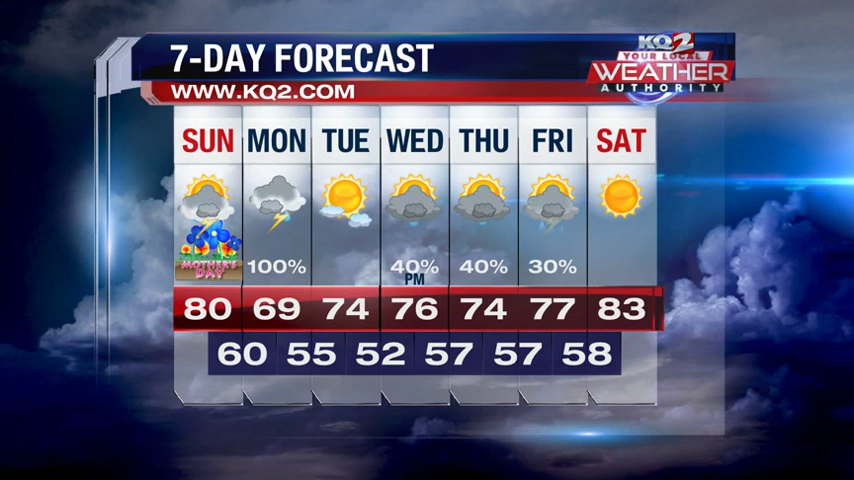 7-DAY FORECAST
WWW.KQ2.COM
KQ2
YOUR LOCAL
WEATHER
AUTHORITY
SUN MON TUE WED THU FRI SAT
MOTHER'S
DAY
100% 40% 40% 30%
PM
80 69 74 76 74 77 83
60 55 52 57 57 58